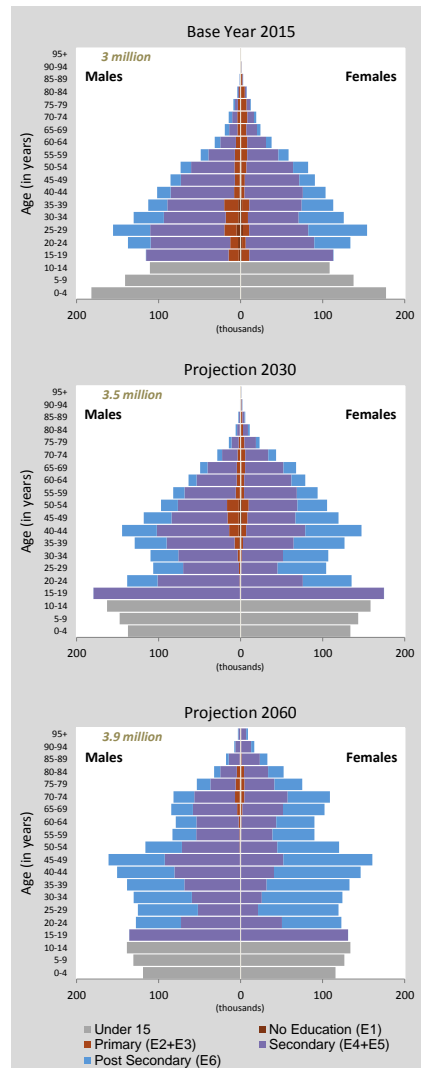 Base Year 2015
3 million
Males
Females
Age (in years)
95+
90-94
85-89
80-84
75-79
70-74
65-69
60-64
55-59
50-54
45-49
40-44
35-39
30-34
25-29
20-24
15-19
10-14
5-9
0-4
200 100 0 100 200
(thousands)
Projection 2030
3.5 million
Males
Females
Age (in years)
95+
90-94
85-89
80-84
75-79
70-74
65-69
60-64
55-59
50-54
45-49
40-44
35-39
30-34
25-29
20-24
15-19
10-14
5-9
0-4
200 100 0 100 200
(thousands)
Projection 2060
3.9 million
Males
Females
Age (in years)
95+
90-94
85-89
80-84
75-79
70-74
65-69
60-64
55-59
50-54
45-49
40-44
35-39
30-34
25-29
20-24
15-19
10-14
5-9
0-4
200 100 0 100 200
(thousands)
Under 15 No Education (E1)
Primary (E2+E3) Secondary (E4+E5)
Post Secondary (E6)